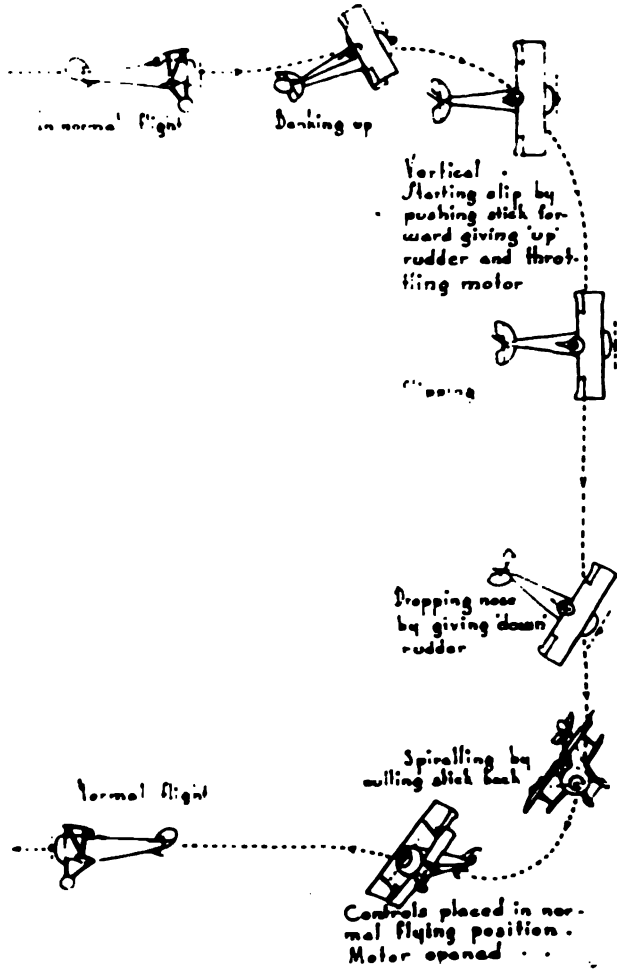 in normal flight
Banking up
Vertical .
Starting slip by
pushing stick for-
ward giving 'up'
rudder and throt-
tling motor
Slipping
Dropping nose
by giving 'down'
rudder
Spiralling by
pulling stick back
Normal flight
Controls placed in nor-
mal flying position.
Motor opened . .